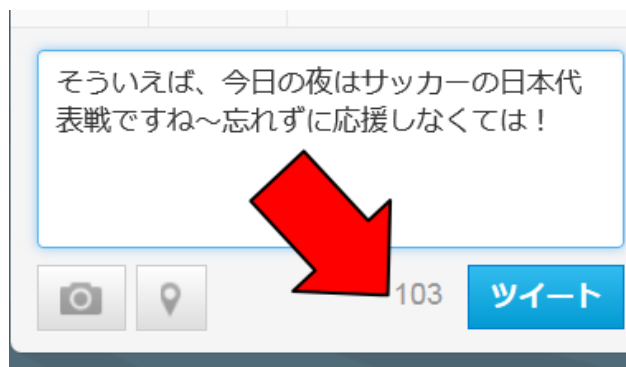 そういえば、今日の夜はサッカーの日本代
表戦ですね～忘れずに応援しなくては！
103
ツイート